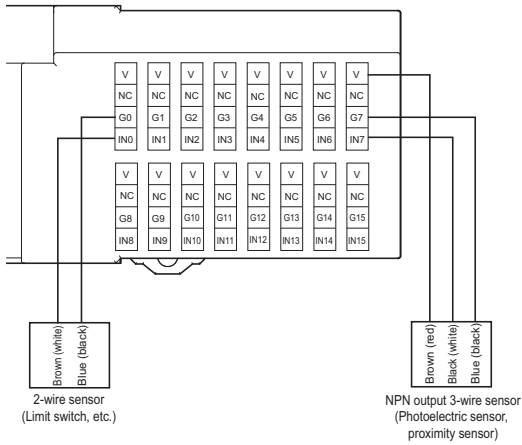 V V V V V V V V
NC NC NC NC NC NC NC NC
G0 G1 G2 G3 G4 G5 G6 G7
IN0 IN1 IN2 IN3 IN4 IN5 IN6 IN7
V V V V V V V V
NC NC NC NC NC NC NC NC
G8 G9 G10 G11 G12 G13 G14 G15
IN8 IN9 IN10 IN11 IN12 IN13 IN14 IN15
Brown (white)
Blue (black)
2-wire sensor
(Limit switch, etc.)
Brown (red)
Black (white)
Blue (black)
NPN output 3-wire sensor
(Photoelectric sensor,
proximity sensor)